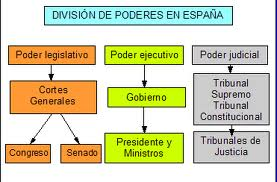 DIVISIÓN DE PODERES EN ESPAÑA
Poder legislativo
Poder ejecutivo
Poder judicial
Cortes
Generales
Gobierno
Tribunal
Supremo
Tribunal
Constitucional
Congreso
Senado
Presidente y
Ministros
Tribunales de
Justicia